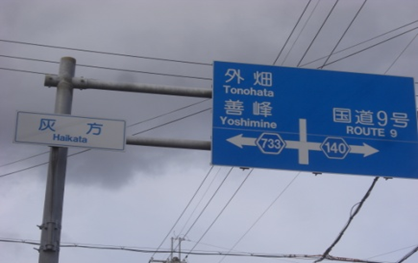 灰方
Haikata
外畑
Tonohata
善峰
Yoshimine
国道9号
ROUTE 9
733
140